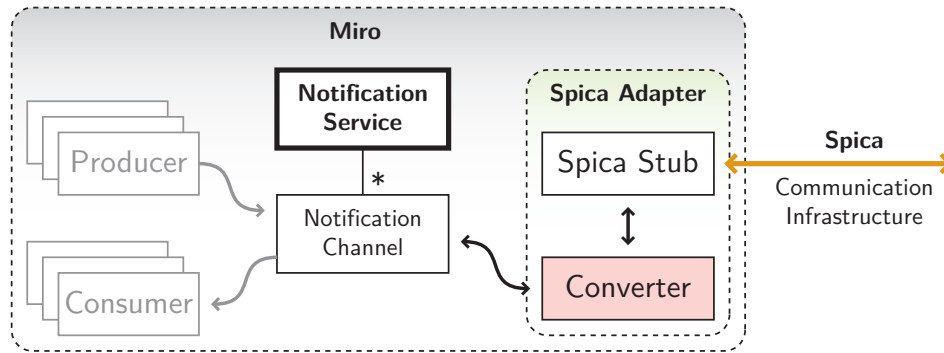 Miro
Notification
Service
Spica Adapter
Producer
Spica Stub
Spica
*
Notification
Channel
Communication
Infrastructure
Consumer
Converter